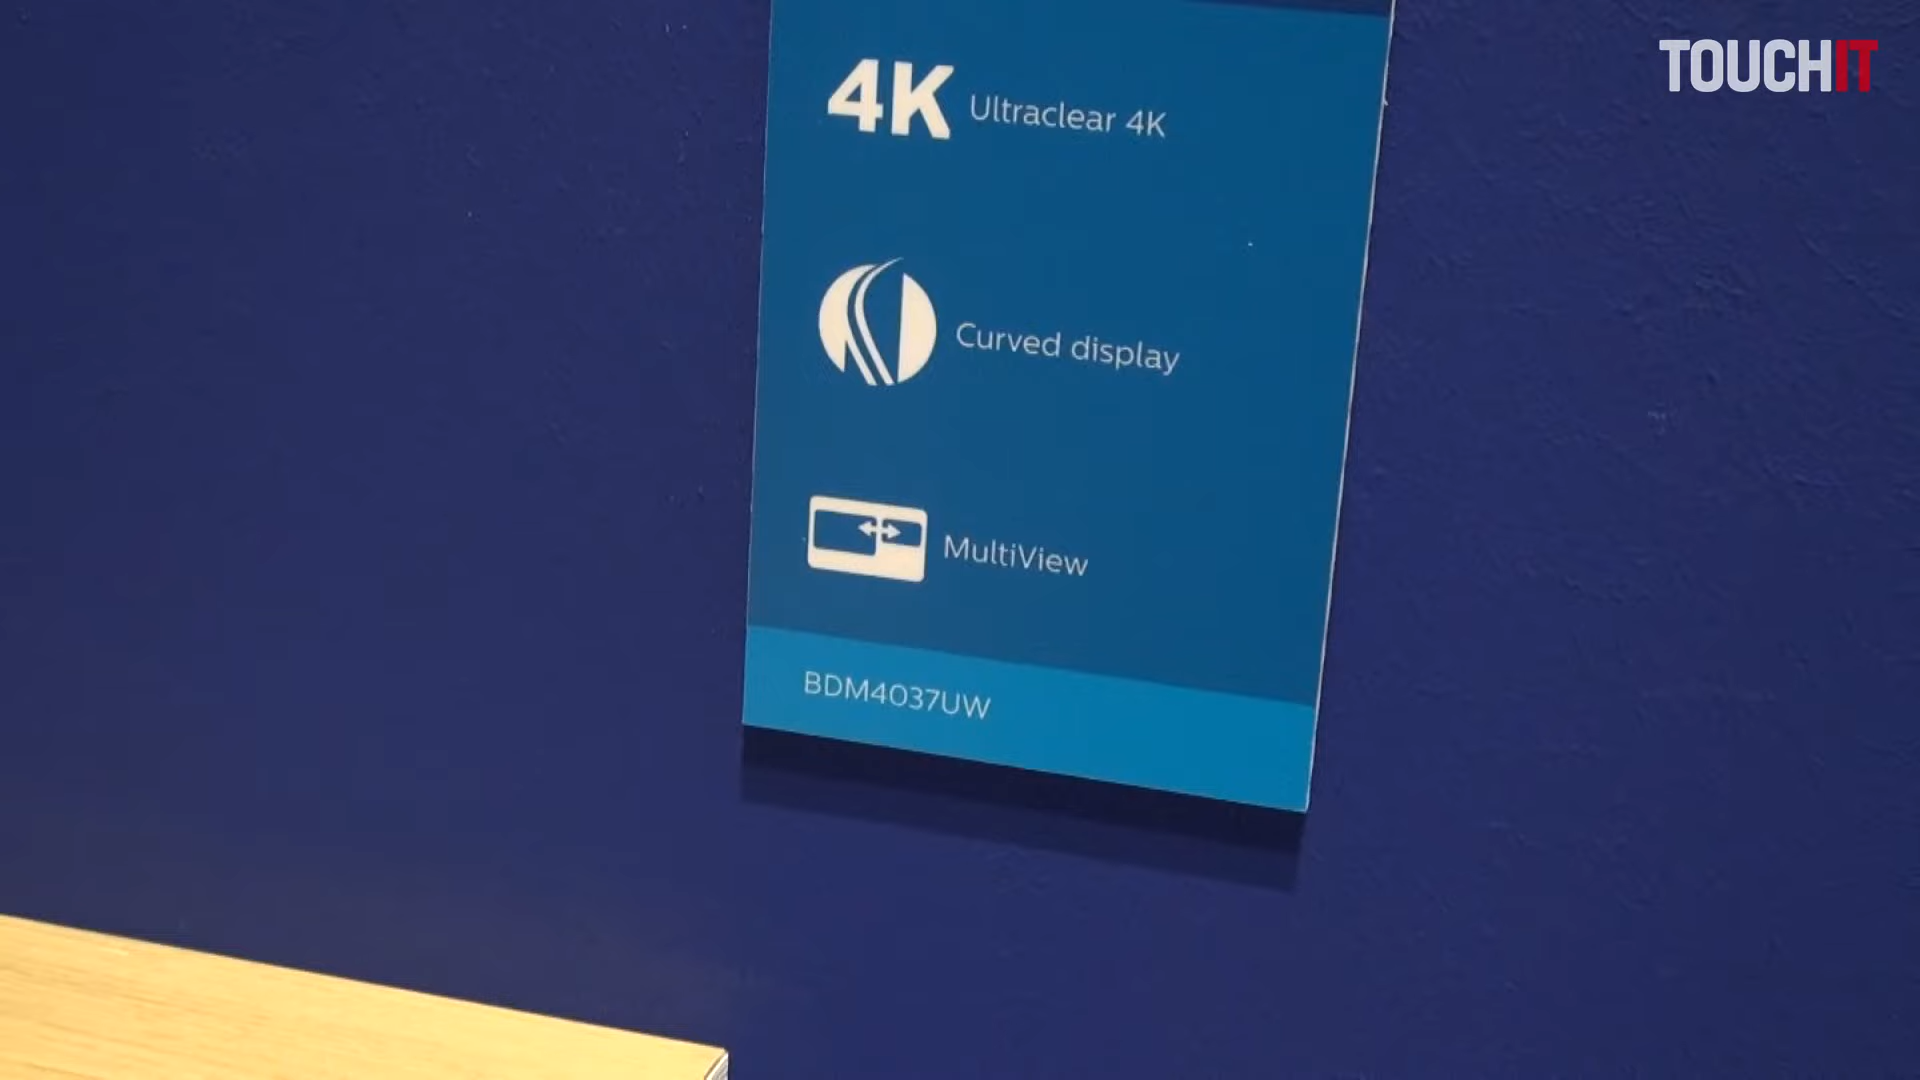 TOUCHIT
4K Ultraclear 4K
Curved display
MultiView
BDM4037UW